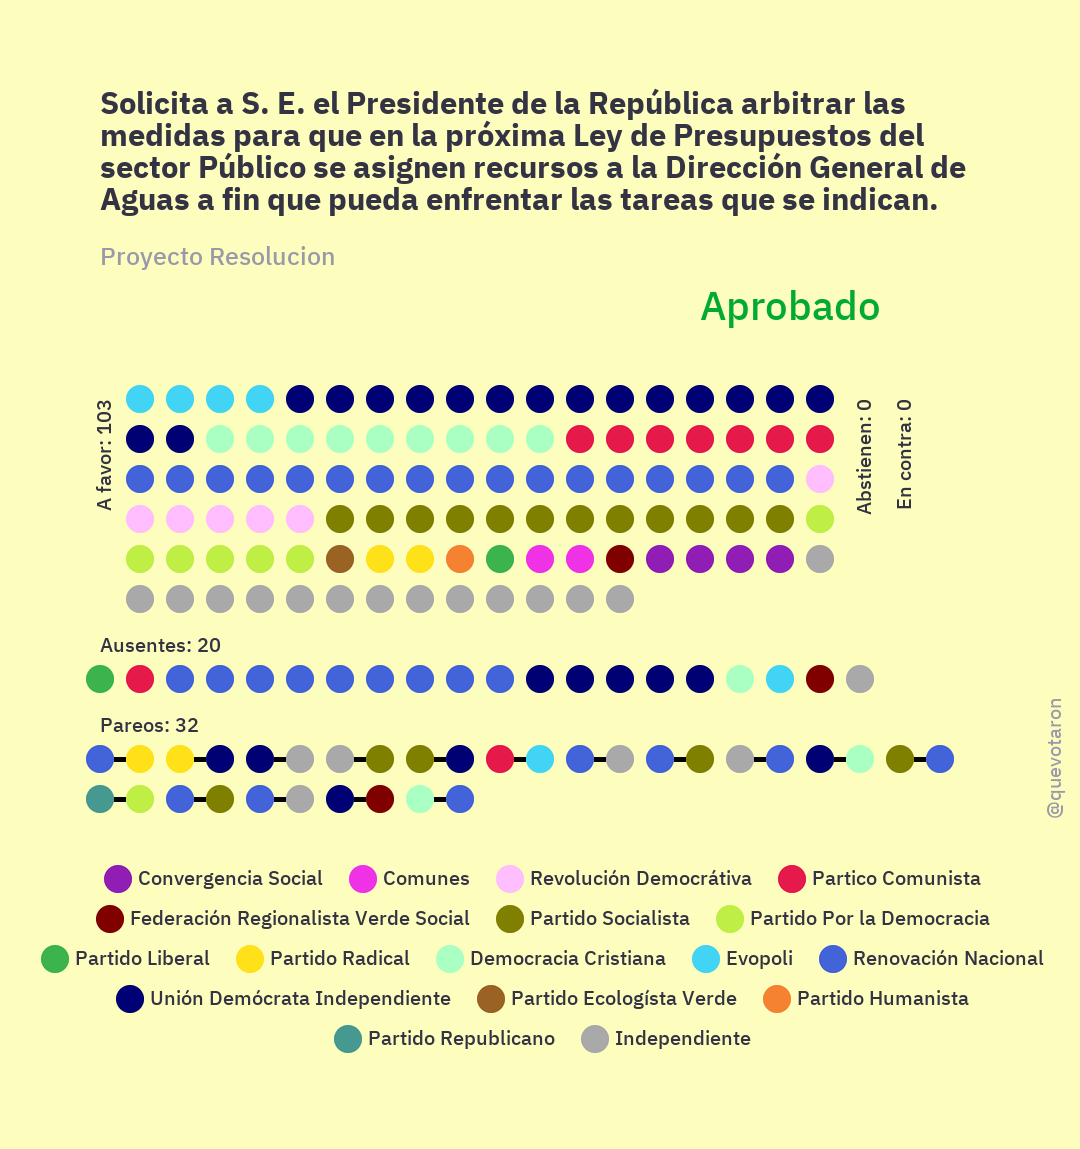 Solicita a S. E. el Presidente de la República arbitrar las
medidas para que en la próxima Ley de Presupuestos del
sector Público se asignen recursos a la Dirección General de
Aguas a fin que pueda enfrentar las tareas que se indican.
Proyecto Resolucion
Aprobado
A favor: 103
Abstienen: 0
En contra: 0
Ausentes: 20
Pareos: 32
@quevotaron
Convergencia Social Comunes Revolución Democrátiva Partico Comunista
Federación Regionalista Verde Social Partido Socialista Partido Por la Democracia
Partido Liberal Partido Radical Democracia Cristiana Evopoli Renovación Nacional
Unión Demócrata Independiente Partido Ecologísta Verde Partido Humanista
Partido Republicano Independiente